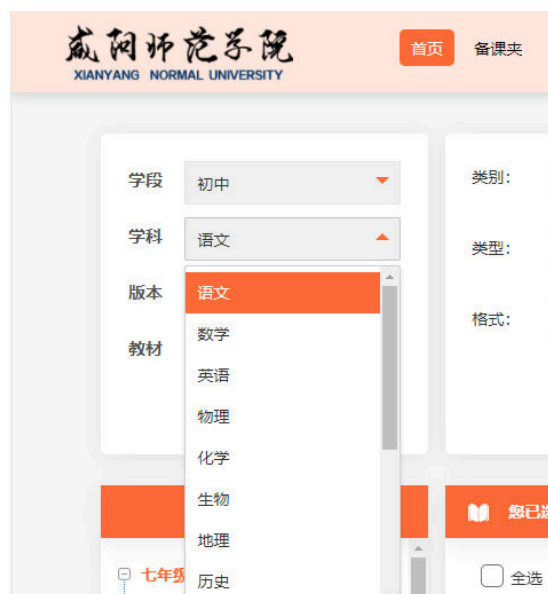 咸阳师范学院
XIANYANG NORMAL UNIVERSITY
首页 备课夹
学段 初中
学科 语文
版本
教材
语文
数学
英语
物理
化学
生物
地理
历史
类别：
类型：
格式：
七年级
您已
全选